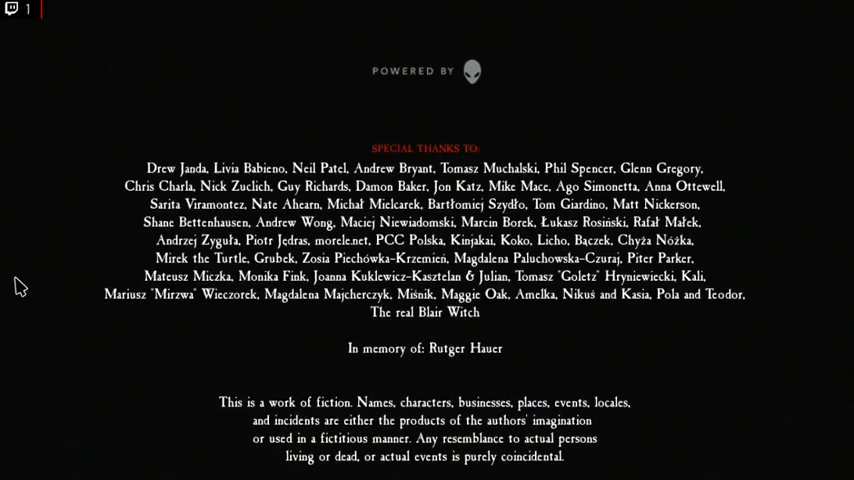 1
POWERED BY
SPECIAL THANKS TO:
Drew Janda, Livia Babieno, Neil Patel, Andrew Bryant, Tomasz Muchalski, Phil Spencer, Glenn Gregory,
Chris Charla, Nick Zuclich, Guy Richards, Damon Baker, Jon Katz, Mike Mace, Ago Simonetta, Anna Ottewell,
Sarita Viramontez, Nate Ahearn, Michał Mielcarek, Bartłomiej Szydło, Tom Giardino, Matt Nickerson,
Shane Bettenhausen, Andrew Wong, Maciej Niewiadomski, Marcin Borek, Łukasz Rosiński, Rafał Małek,
Andrzej Zyguła, Piotr Jędras, morele.net, PCC Polska, Kinjakai, Koko, Licho, Bączek, Chyża Nóżka,
Mirek the Turtle, Grubek, Zosia Piechówka-Krzemień, Magdalena Paluchowska-Czuraj, Piter Parker,
Mateusz Miczka, Monika Fink, Joanna Kuklewicz-Kasztelan & Julian, Tomasz "Goletz" Hryniewiecki, Kali,
Mariusz "Mirzwa" Wieczorek, Magdalena Majcherczyk, Miśnik, Maggie Oak, Amelka, Nikuś and Kasia, Pola and Teodor,
The real Blair Witch
In memory of: Rutger Hauer
This is a work of fiction. Names, characters, businesses, places, events, locales,
and incidents are either the products of the authors' imagination
or used in a fictitious manner. Any resemblance to actual persons
living or dead, or actual events is purely coincidental.